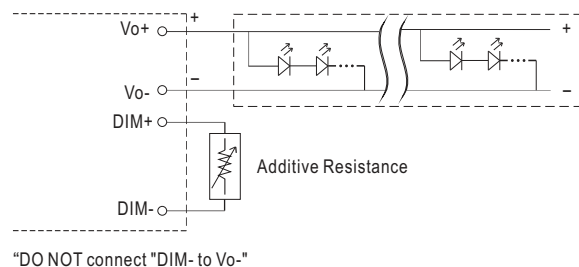 Vo+
+
+
Vo-
−
−
DIM+
Additive Resistance
DIM-
“DO NOT connect "DIM- to Vo-"